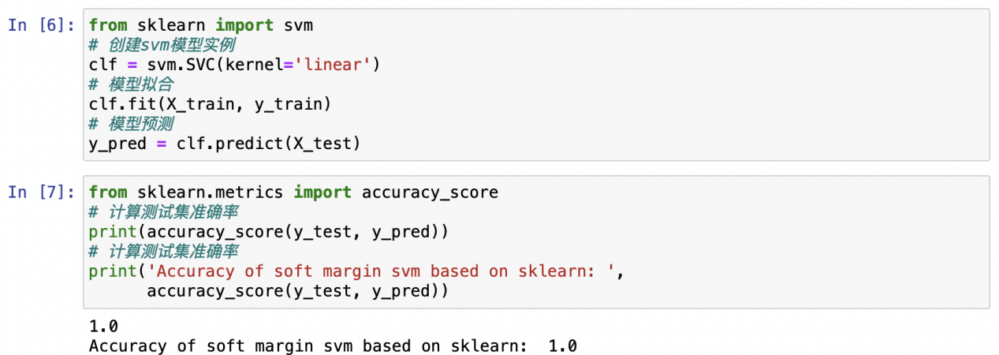 In [6]: from sklearn import svm
# 创建svm模型实例
clf = svm.SVC(kernel='linear')
# 模型拟合
clf.fit(X_train, y_train)
# 模型预测
y_pred = clf.predict(X_test)
In [7]: from sklearn.metrics import accuracy_score
# 计算测试集准确率
print(accuracy_score(y_test, y_pred))
# 计算测试集准确率
print('Accuracy of soft margin svm based on sklearn: ',
      accuracy_score(y_test, y_pred))
1.0
Accuracy of soft margin svm based on sklearn:  1.0